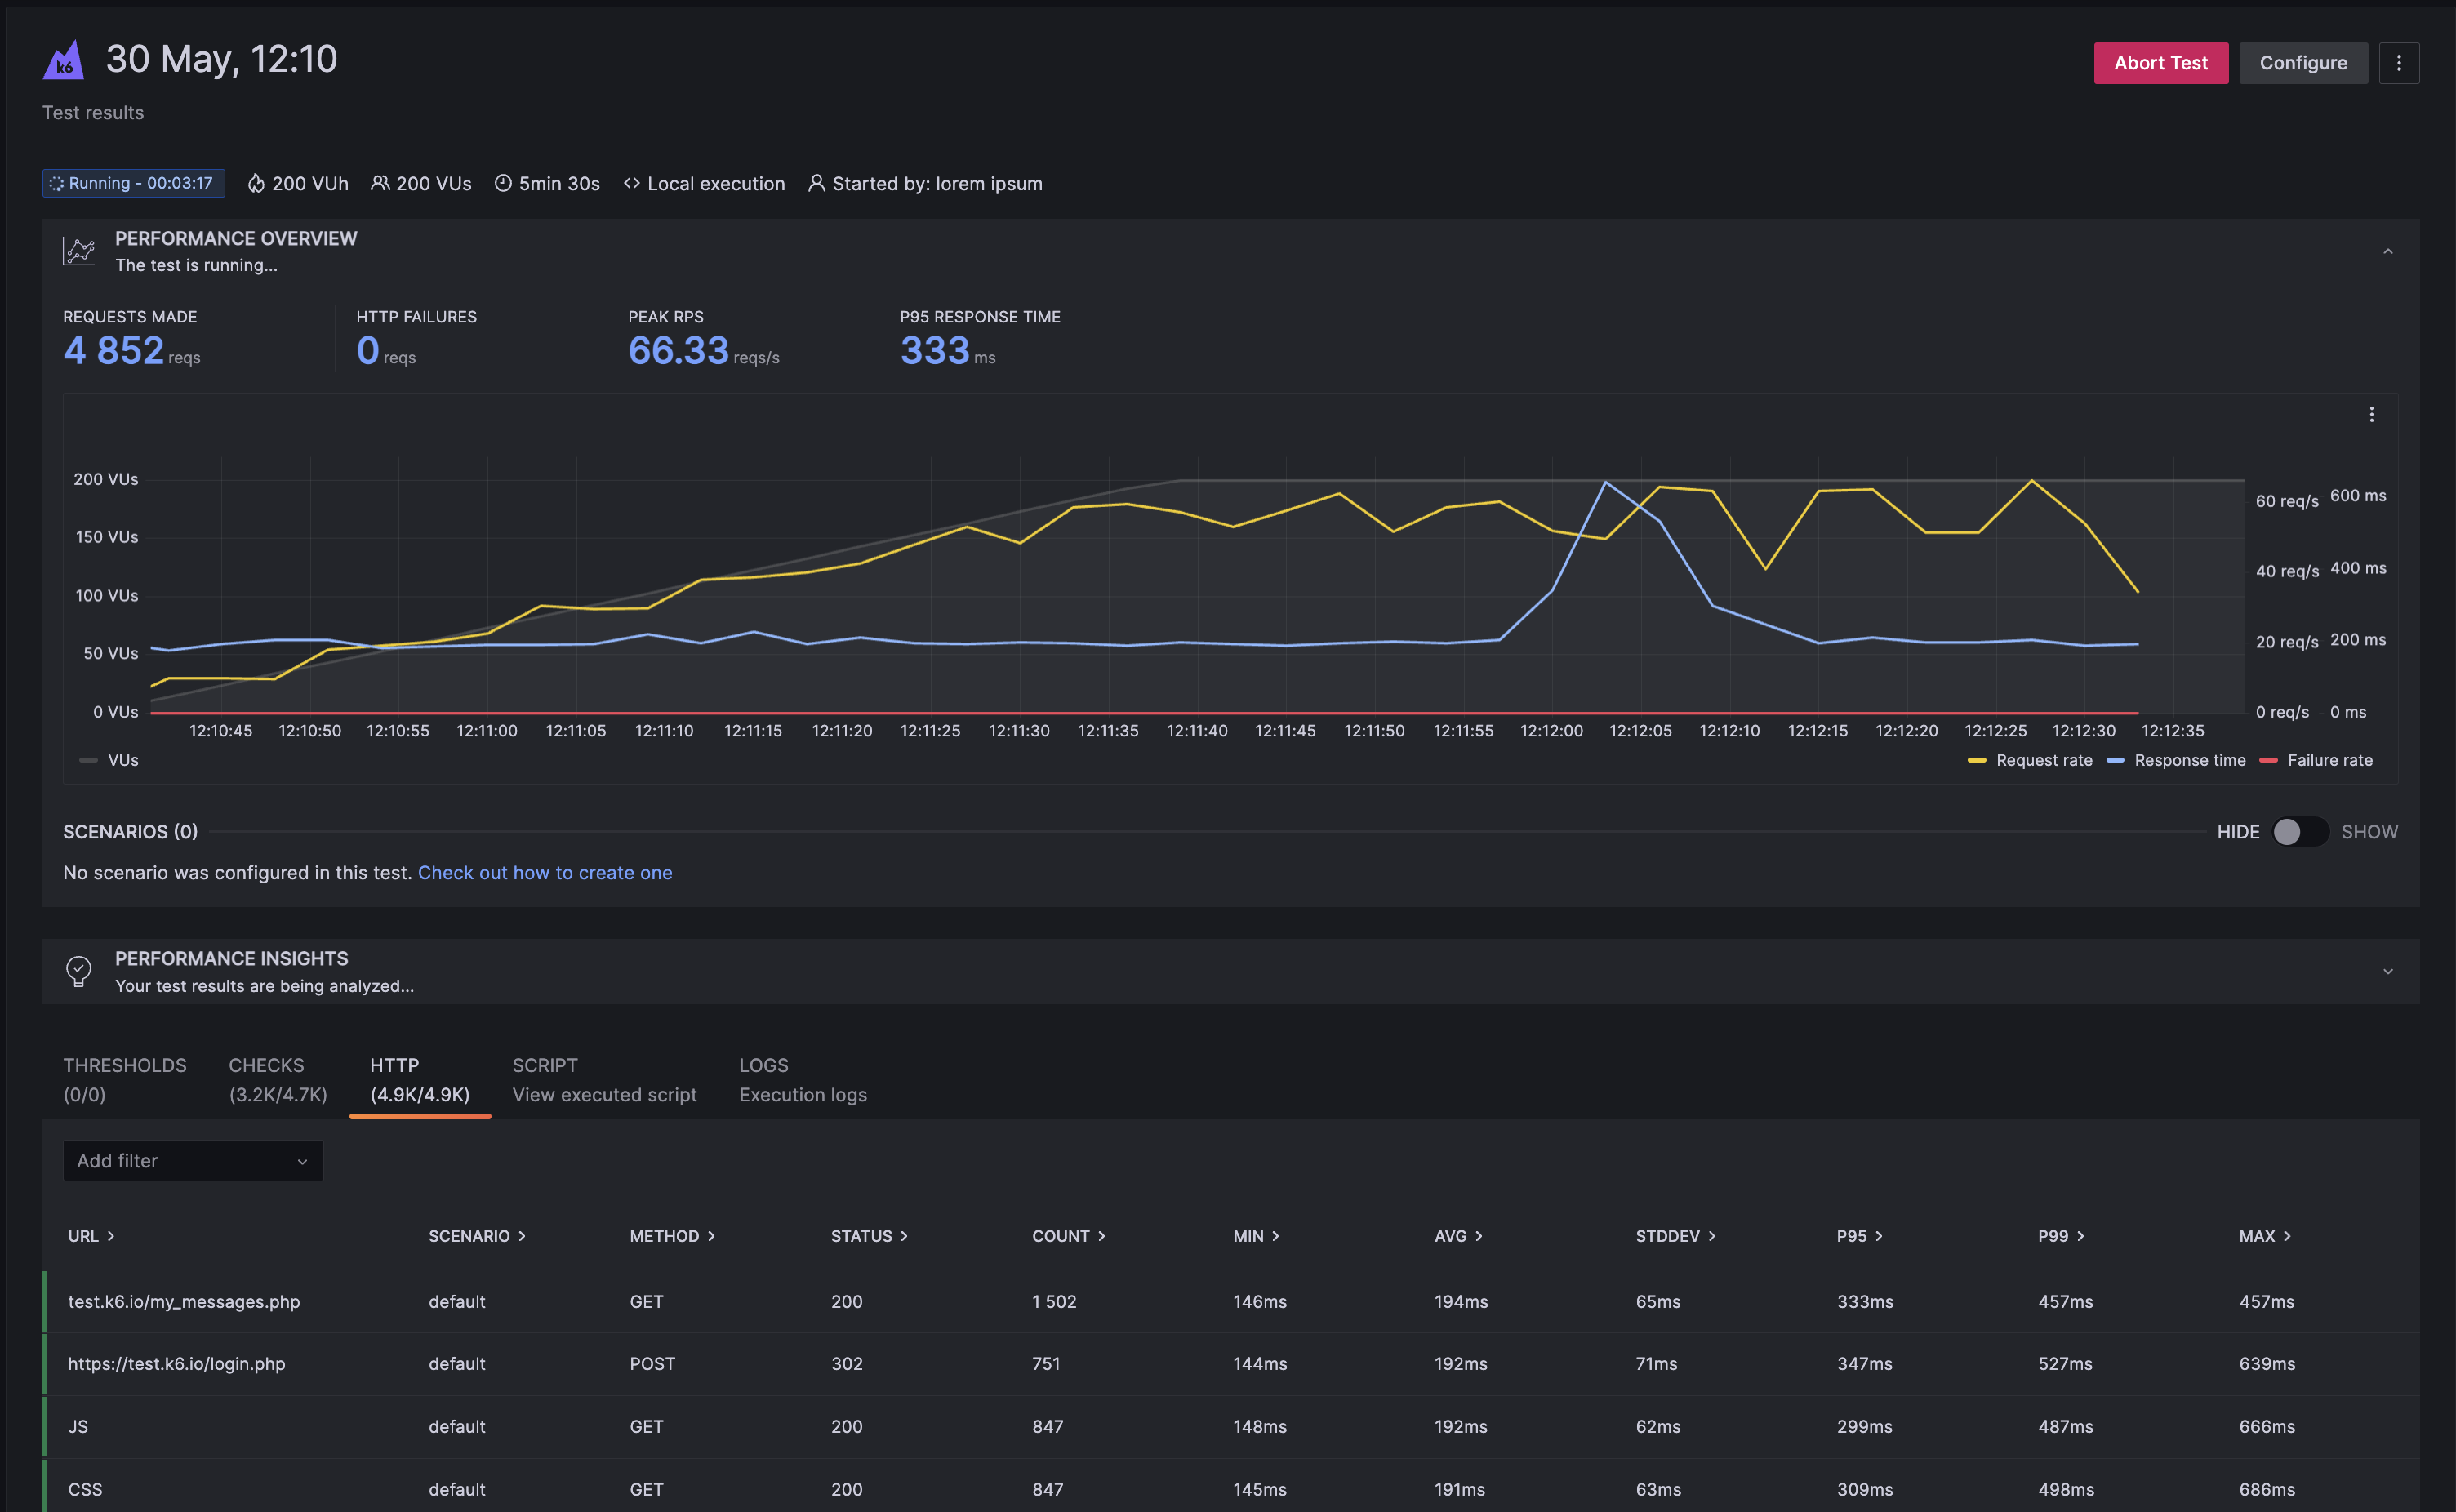 k6 30 May, 12:10
Abort Test Configure
Test results
Running - 00:03:17 200 VUh 200 VUs 5min 30s Local execution Started by: lorem ipsum
PERFORMANCE OVERVIEW
The test is running...
REQUESTS MADE HTTP FAILURES PEAK RPS P95 RESPONSE TIME
4 852 reqs 0 reqs 66.33 reqs/s 333 ms
200 VUs
60 req/s 600 ms
150 VUs
40 req/s 400 ms
100 VUs
20 req/s 200 ms
50 VUs
0 VUs 0 req/s 0 ms
12:10:45 12:10:50 12:10:55 12:11:00 12:11:05 12:11:10 12:11:15 12:11:20 12:11:25 12:11:30 12:11:35 12:11:40 12:11:45 12:11:50 12:11:55 12:12:00 12:12:05 12:12:10 12:12:15 12:12:20 12:12:25 12:12:30 12:12:35
VUs Request rate Response time Failure rate
SCENARIOS (0) HIDE SHOW
No scenario was configured in this test. Check out how to create one
PERFORMANCE INSIGHTS
Your test results are being analyzed...
THRESHOLDS CHECKS HTTP SCRIPT LOGS
(0/0) (3.2K/4.7K) (4.9K/4.9K) View executed script Execution logs
Add filter
URL SCENARIO METHOD STATUS COUNT MIN AVG STDDEV P95 P99 MAX
test.k6.io/my_messages.php default GET 200 1 502 146ms 194ms 65ms 333ms 457ms 457ms
https://test.k6.io/login.php default POST 302 751 144ms 192ms 71ms 347ms 527ms 639ms
JS default GET 200 847 148ms 192ms 62ms 299ms 487ms 666ms
CSS default GET 200 847 145ms 191ms 63ms 309ms 498ms 686ms